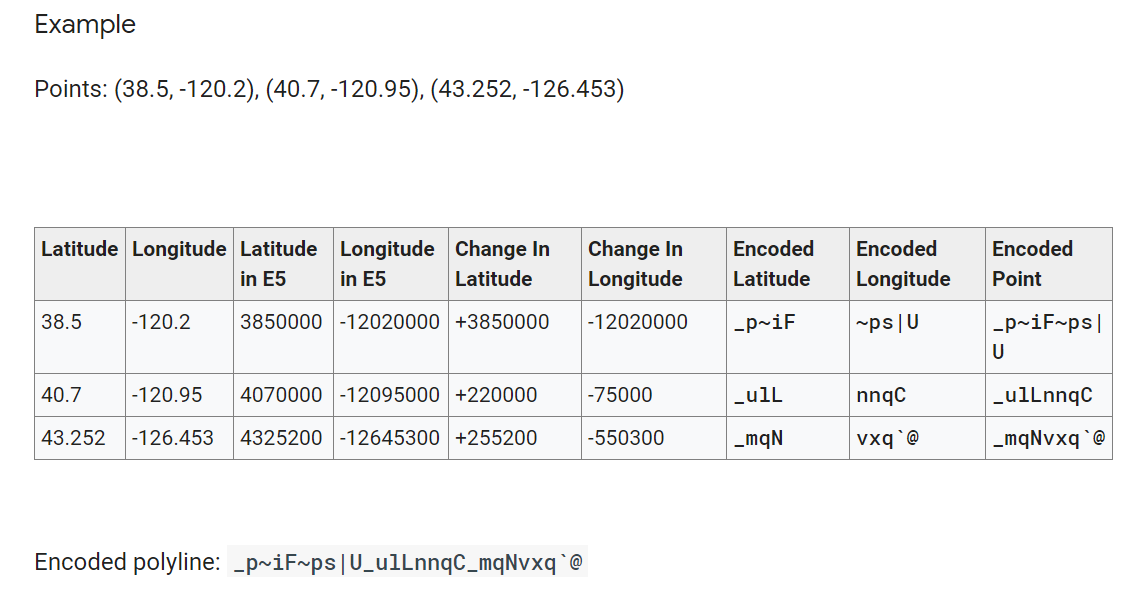 Example
Points: (38.5, -120.2), (40.7, -120.95), (43.252, -126.453)
Latitude Longitude Latitude in E5 Longitude in E5 Change In Latitude Change In Longitude Encoded Latitude Encoded Longitude Encoded Point
38.5 -120.2 3850000 -12020000 +3850000 -12020000 _p~iF ~ps|U _p~iF~ps|U
40.7 -120.95 4070000 -12095000 +220000 -75000 _ulL nnqC _ulLnnqC
43.252 -126.453 4325200 -12645300 +255200 -550300 _mqN vxq`@ _mqNvxq`@
Encoded polyline: _p~iF~ps|U_ulLnnqC_mqNvxq`@